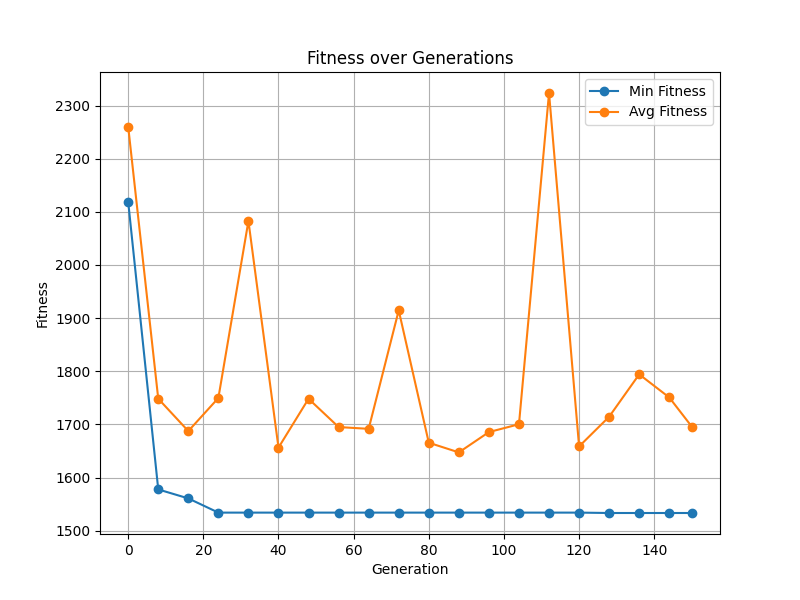 Fitness over Generations
Min Fitness
Avg Fitness
2300
2200
2100
2000
1900
1800
1700
1600
1500
Fitness
0 20 40 60 80 100 120 140
Generation